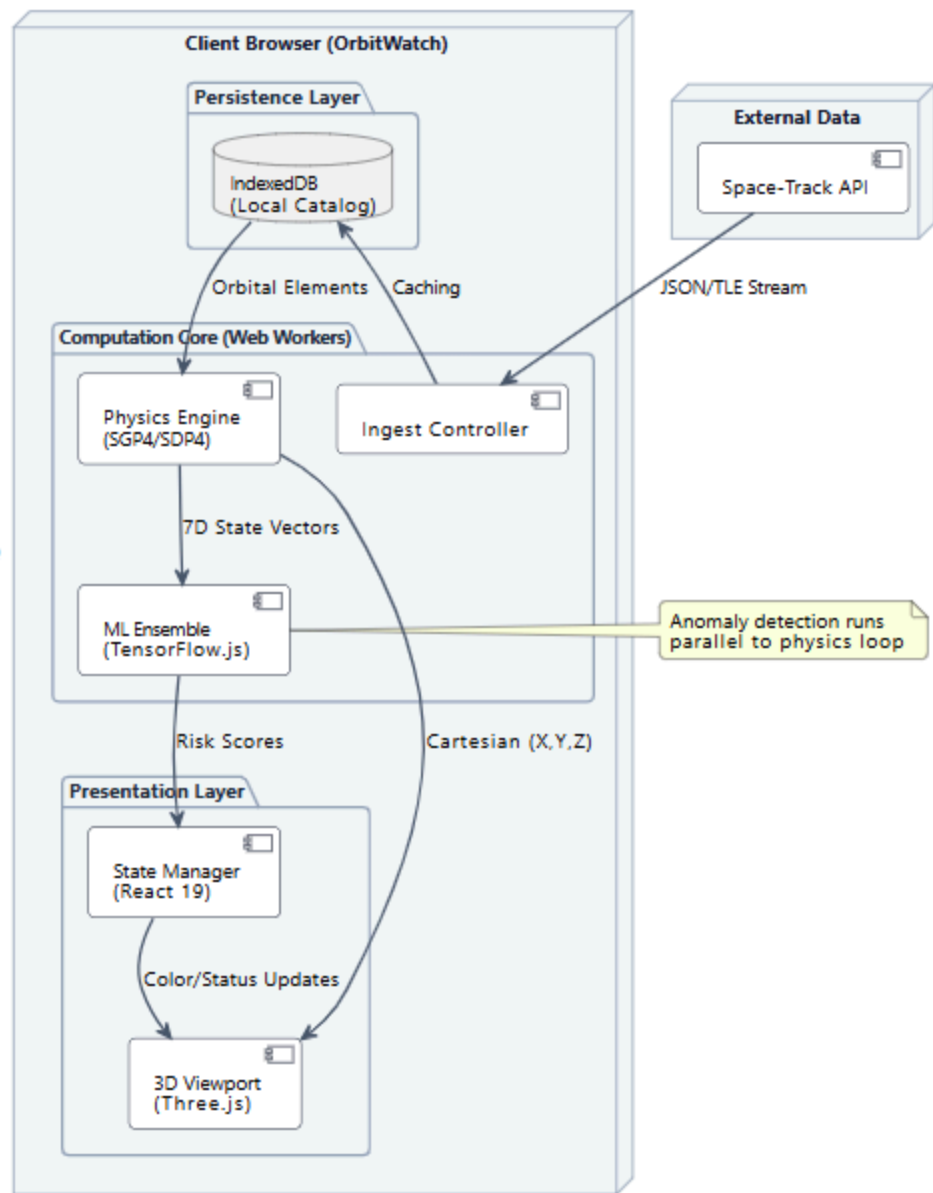 Client Browser (OrbitWatch)
Persistence Layer
IndexedDB
(Local Catalog)
External Data
Space-Track API
Orbital Elements
Caching
JSON/TLE Stream
Computation Core (Web Workers)
Physics Engine
(SGP4/SDP4)
Ingest Controller
7D State Vectors
ML Ensemble
(TensorFlow.js)
Anomaly detection runs
parallel to physics loop
Risk Scores
Cartesian (X,Y,Z)
Presentation Layer
State Manager
(React 19)
Color/Status Updates
3D Viewport
(Three.js)